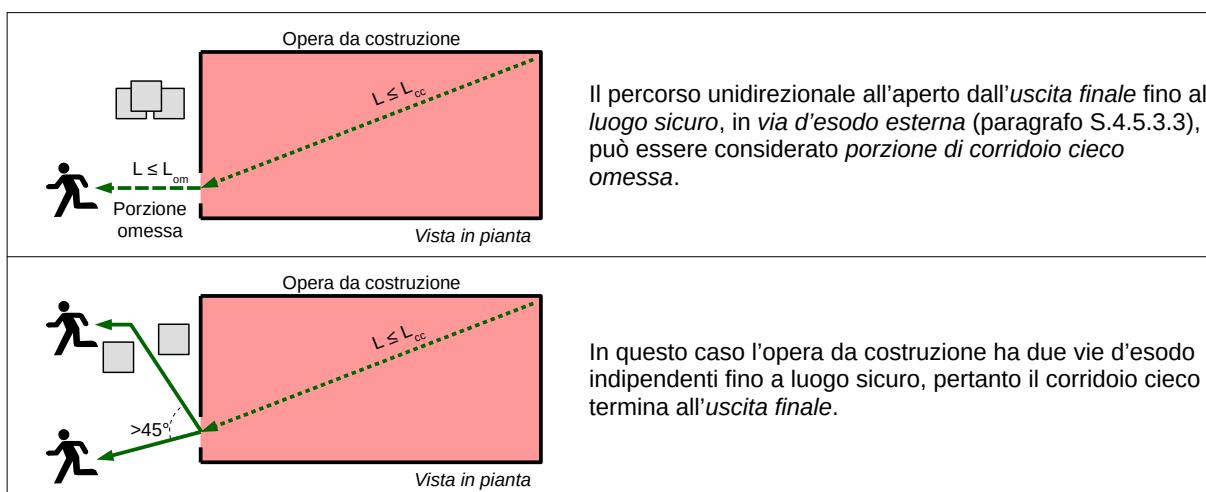 Opera da costruzione
L ≤ Lcc
L ≤ Lom
Porzione
omessa
Vista in pianta
Il percorso unidirezionale all'aperto dall'uscita finale fino al
luogo sicuro, in via d'esodo esterna (paragrafo S.4.5.3.3),
può essere considerato porzione di corridoio cieco
omessa.
Opera da costruzione
L ≤ Lcc
>45°
Vista in pianta
In questo caso l'opera da costruzione ha due vie d'esodo
indipendenti fino a luogo sicuro, pertanto il corridoio cieco
termina all'uscita finale.